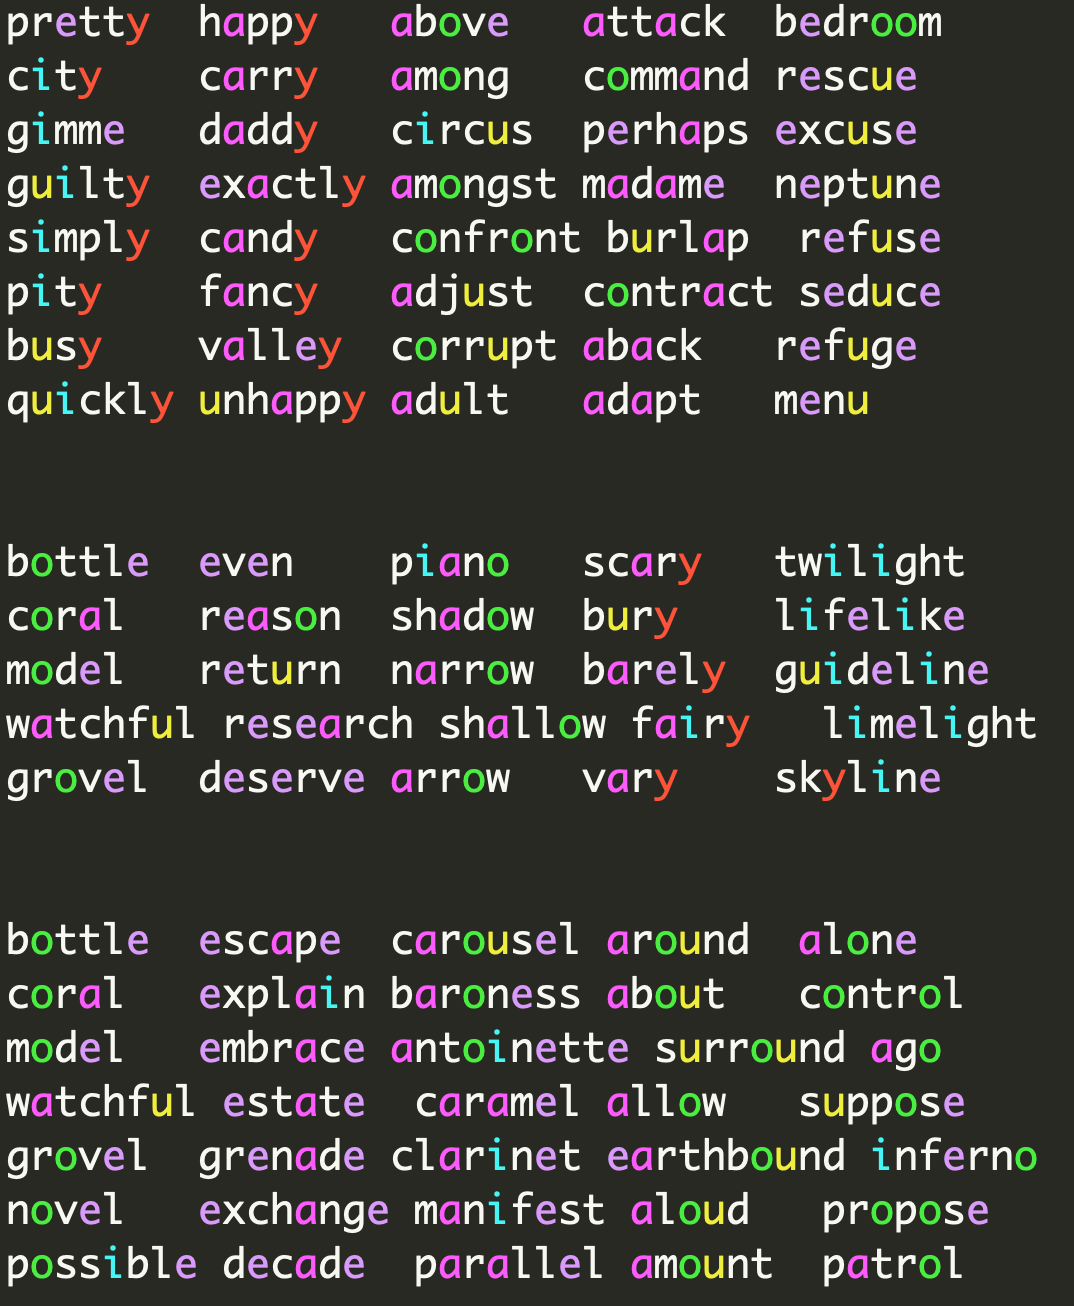 pretty happy above attack bedroom
city carry among command rescue
gimme daddy circus perhaps excuse
guilty exactly amongst madame neptune
simply candy confront burlap refuse
pity fancy adjust contract seduce
busy valley corrupt aback refuge
quickly unhappy adult adapt menu
bottle even piano scary twilight
coral reason shadow bury lifelike
model return narrow barely guideline
watchful research shallow fairy limelight
grovel deserve arrow vary skyline
bottle escape carousel around alone
coral explain baroness about control
model embrace antoinette surround ago
watchful estate caramel allow suppose
grovel grenade clarinet earthbound inferno
novel exchange manifest aloud propose
possible decade parallel amount patrol